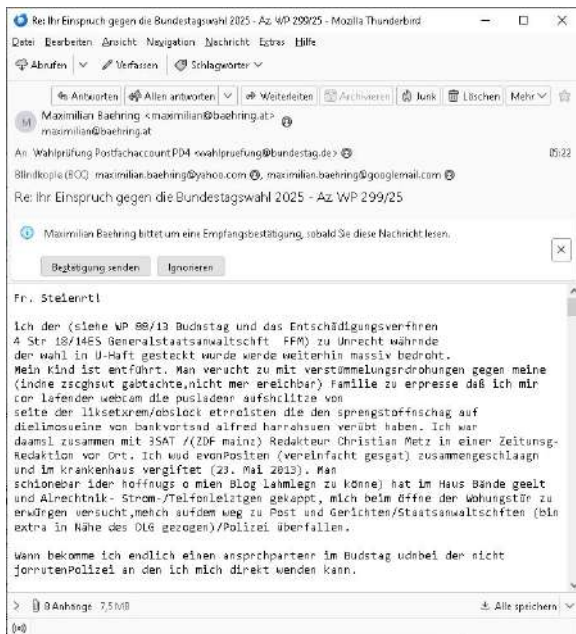 Re: Ihr Einspruch gegen die Bundestagswahl 2025 - Az. WP 299/25 - Mozilla Thunderbird
Datei Bearbeiten Ansicht Navigation Nachricht Extras Hilfe
Abrufen Verfassen Schlagwörter
Antworten Allen antworten Weiterleiten Archivieren Junk Löschen Mehr
M
Maximilian Baehring <maximilian@baehring.at>
maximilian@baehring.at
An Wahlprüfung Postfachaccount PD4 <wahlpruefung@bundestag.de> 05:22
Blindkopie (BCC) maximilian.baehring@yahoo.com, maximilian.baehring@googlemail.com
Re: Ihr Einspruch gegen die Bundestagswahl 2025 - Az. WP 299/25
Maximilian Baehring bittet um eine Empfangsbestätigung, sobald Sie diese Nachricht lesen.
Bestätigung senden Ignorieren
Fr. Steienrt!
ich der (siehe WP 88/13 Budnstag und das Entschädigungsverfhren
4 Str 18/14ES Generalstaatsanwaltschft FFM) zu Unrecht währnde
der wahl in U-Haft gesteckt wurde werde weiterhin massiv bedroht.
Mein Kind ist entführt. Man verucht zu mit verstümmelungsrdrohungen gegen meine
(indne zscghsut gabtachte,nicht mer ereichbar) Familie zu erpresse daß ich mir
cor lafender webcam die pusladenr aufshclitze von
seite der liksetxrem/obslock etrroisten die den sprengstoffnschag auf
dielimosueine von bankvortsnd alfred harrahsuen verübt haben. Ich war
daamsl zusammen mit 3SAT /(ZDF mainz) Redakteur Christian Metz in einer Zeitunsg-
Redaktion vor Ort. Ich wud evonPositen (vereinfacht gesgat) zusammengeschlaagn
und im krankenhaus vergiftet (23. Mai 2013). Man
schionebar ider hoffnugs o mien Blog lahmlegn zu könne) hat im Haus Bände geelt
und Alrechtnik- Strom-/Telfonleiztgen gekappt, mich beim öffne der Wohungstür zu
erwürgen versucht,mehch aufdem weg zu Post und Gerichten/Staatsanwaltschften (bin
extra in Nähe des OLG gezogen)/Polizei überfallen.
Wann bekomme ich endlich einen ansprchpartenr im Budstag udnbei der nicht
jorrutenPolizei an den ich mich direkt wenden kann.
8 Anhänge 7,5 MB Alle speichern